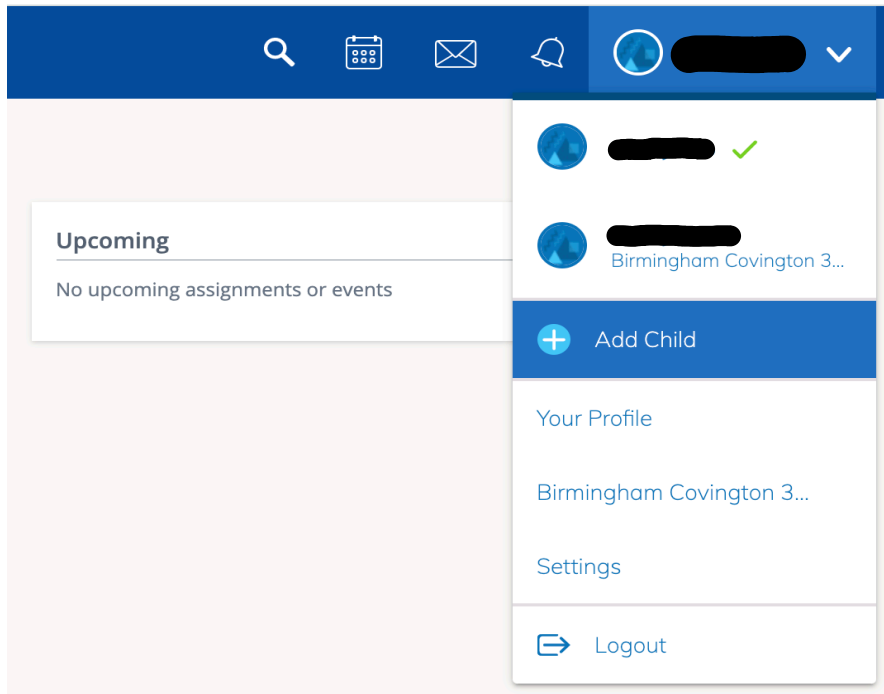 Upcoming
No upcoming assignments or events
Birmingham Covington 3...
Add Child
Your Profile
Birmingham Covington 3...
Settings
Logout